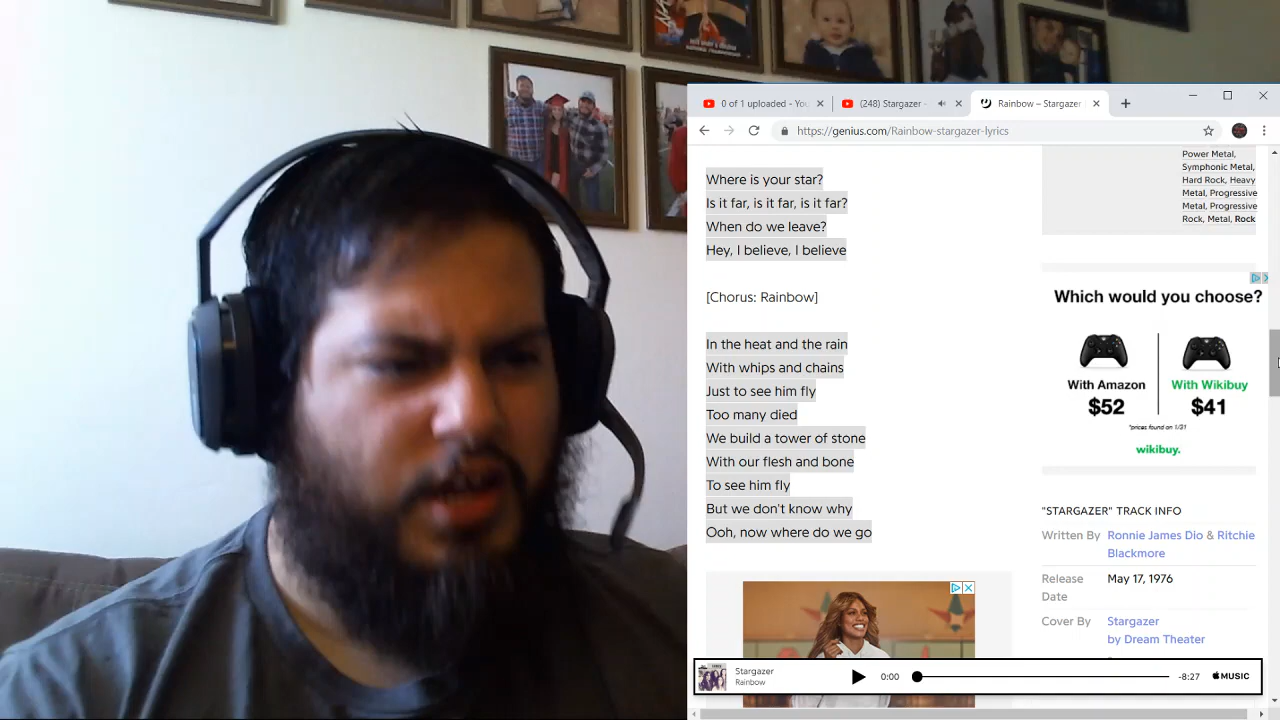 0 of 1 uploaded - You
(248) Stargazer -
Rainbow – Stargazer
https://genius.com/Rainbow-stargazer-lyrics
Where is your star?
Is it far, is it far, is it far?
When do we leave?
Hey, I believe, I believe
[Chorus: Rainbow]
In the heat and the rain
With whips and chains
Just to see him fly
Too many died
We build a tower of stone
With our flesh and bone
To see him fly
But we don't know why
Ooh, now where do we go
Power Metal,
Symphonic Metal,
Hard Rock, Heavy
Metal, Progressive
Metal, Progressive
Rock, Metal, Rock
Which would you choose?
With Amazon
$52
With Wikibuy
$41
*prices found on 1/31
wikibuy.
"STARGAZER" TRACK INFO
Written By Ronnie James Dio & Ritchie
Blackmore
Release
Date
May 17, 1976
Cover By Stargazer
by Dream Theater
Stargazer
Rainbow
0:00
-8:27
MUSIC